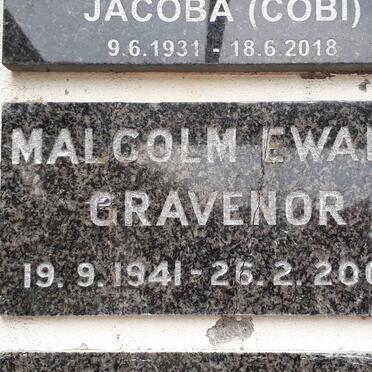 JACOBA (COBI)
9.6.1931 - 18.6.2018
MALCOLM EWA
GRAVENOR
19.9.1941 - 26.2.200